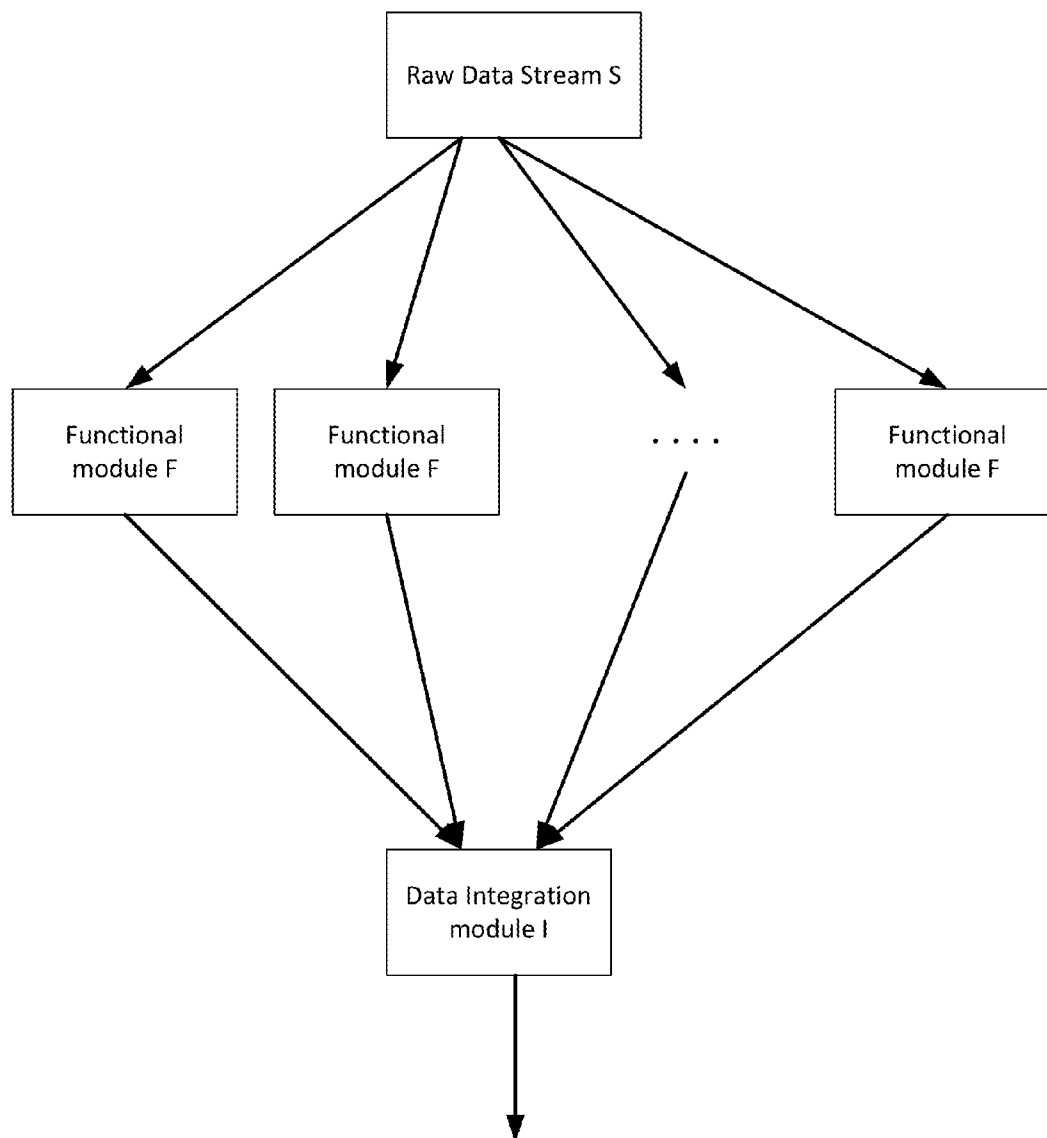 Raw Data Stream S
Functional
module F
Functional
module F
. . . .
Functional
module F
Data Integration
module I